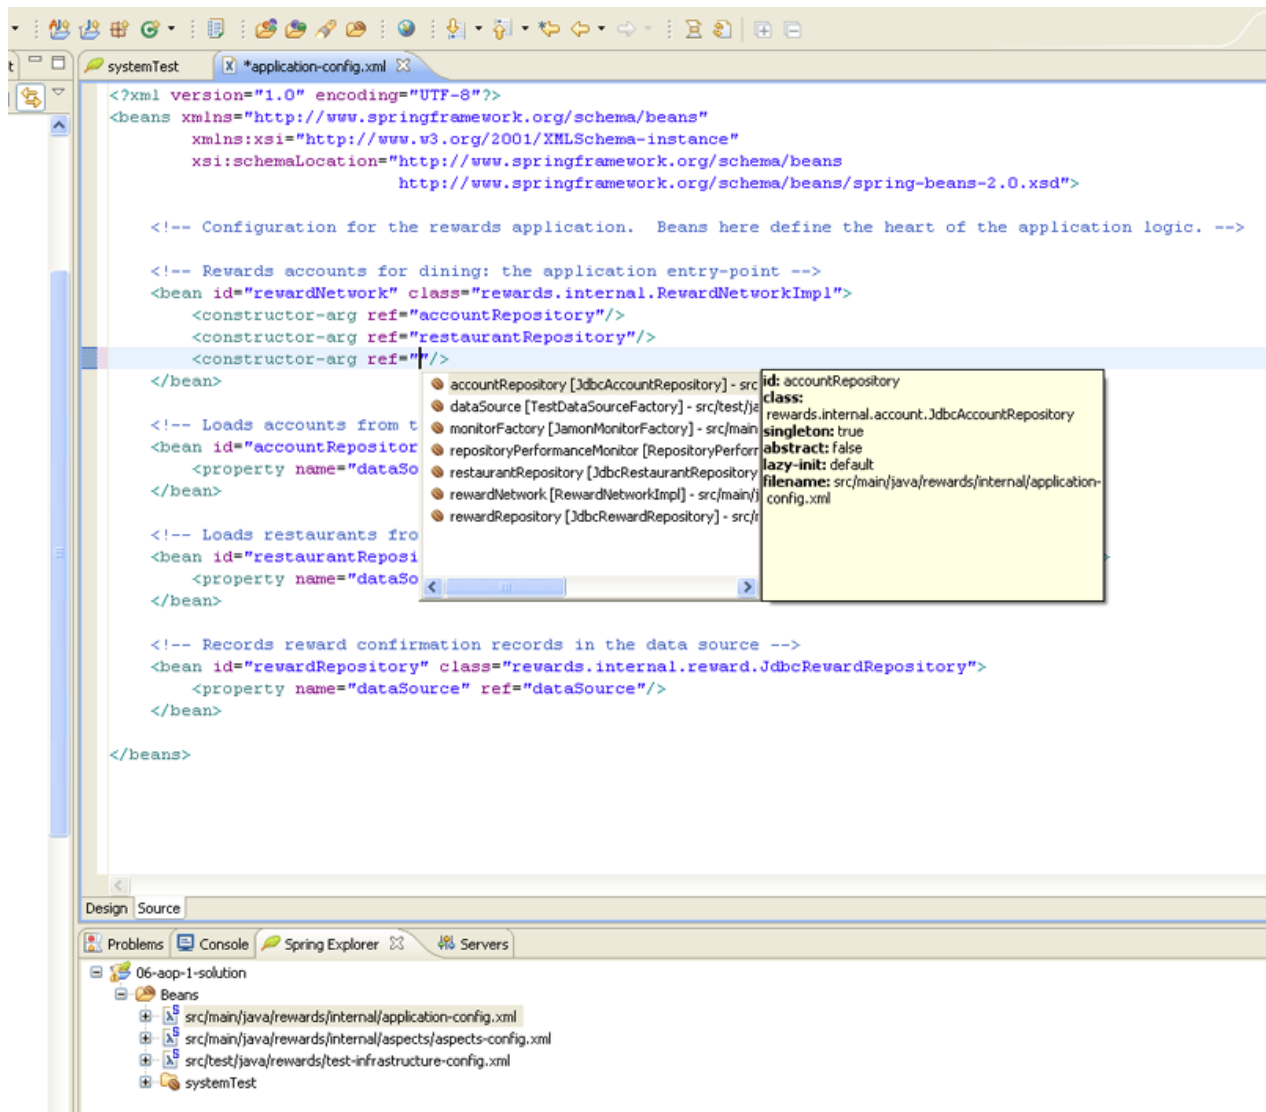 t
systemTest
*application-config.xml
<?xml version="1.0" encoding="UTF-8"?>
<beans xmlns="http://www.springframework.org/schema/beans"
xmlns:xsi="http://www.w3.org/2001/XMLSchema-instance"
xsi:schemaLocation="http://www.springframework.org/schema/beans
http://www.springframework.org/schema/beans/spring-beans-2.0.xsd">
<!-- Configuration for the rewards application.  Beans here define the heart of the application logic. -->
<!-- Rewards accounts for dining: the application entry-point -->
<bean id="rewardNetwork" class="rewards.internal.RewardNetworkImpl">
<constructor-arg ref="accountRepository"/>
<constructor-arg ref="restaurantRepository"/>
<constructor-arg ref=""/>
</bean>
<!-- Loads accounts from t
<bean id="accountRepositor
<property name="dataSo
</bean>
<!-- Loads restaurants fro
<bean id="restaurantReposi
<property name="dataSo
</bean>
accountRepository [JdbcAccountRepository] - src
dataSource [TestDataSourceFactory] - src/test/ja
monitorFactory [JamonMonitorFactory] - src/main
repositoryPerformanceMonitor [RepositoryPerforr
restaurantRepository [JdbcRestaurantRepository
rewardNetwork [RewardNetworkImpl] - src/main/j
rewardRepository [JdbcRewardRepository] - src/r
id: accountRepository
class:
rewards.internal.account.JdbcAccountRepository
singleton: true
abstract: false
lazy-init: default
filename: src/main/java/rewards/internal/application-
config.xml
<!-- Records reward confirmation records in the data source -->
<bean id="rewardRepository" class="rewards.internal.reward.JdbcRewardRepository">
<property name="dataSource" ref="dataSource"/>
</bean>
</beans>
Design Source
Problems Console Spring Explorer Servers
06-aop-1-solution
Beans
src/main/java/rewards/internal/application-config.xml
src/main/java/rewards/internal/aspects/aspects-config.xml
src/test/java/rewards/test-infrastructure-config.xml
systemTest